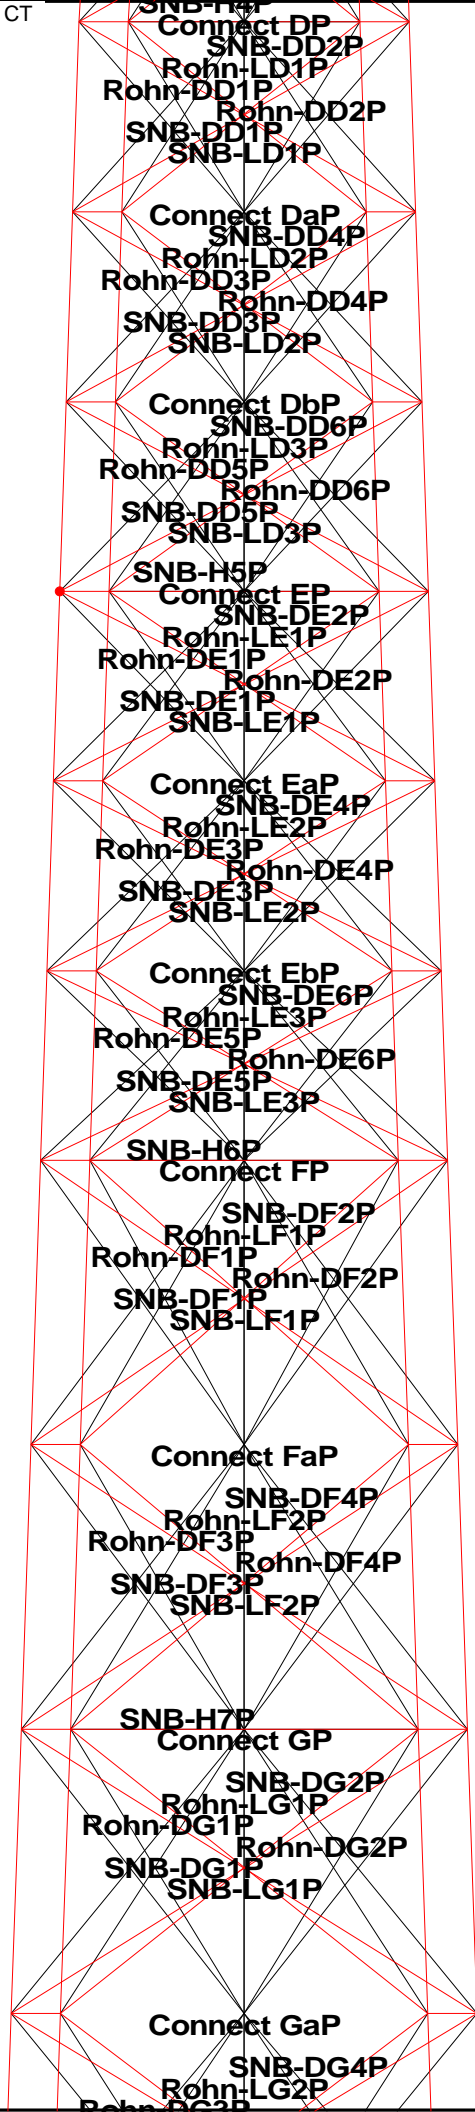 CT
SNB-H4P
Connect DP
SNB-DD2P
Rohn-LD1P
Rohn-DD1P
Rohn-DD2P
SNB-DD1P
SNB-LD1P
Connect DaP
SNB-DD4P
Rohn-LD2P
Rohn-DD3P
Rohn-DD4P
SNB-DD3P
SNB-LD2P
Connect DbP
SNB-DD6P
Rohn-LD3P
Rohn-DD5P
Rohn-DD6P
SNB-DD5P
SNB-LD3P
SNB-H5P
Connect EP
SNB-DE2P
Rohn-LE1P
Rohn-DE1P
Rohn-DE2P
SNB-DE1P
SNB-LE1P
Connect EaP
SNB-DE4P
Rohn-LE2P
Rohn-DE3P
Rohn-DE4P
SNB-DE3P
SNB-LE2P
Connect EbP
SNB-DE6P
Rohn-LE3P
Rohn-DE5P
Rohn-DE6P
SNB-DE5P
SNB-LE3P
SNB-H6P
Connect FP
SNB-DF2P
Rohn-LF1P
Rohn-DF1P
Rohn-DF2P
SNB-DF1P
SNB-LF1P
Connect FaP
SNB-DF4P
Rohn-LF2P
Rohn-DF3P
Rohn-DF4P
SNB-DF3P
SNB-LF2P
SNB-H7P
Connect GP
SNB-DG2P
Rohn-LG1P
Rohn-DG1P
Rohn-DG2P
SNB-DG1P
SNB-LG1P
Connect GaP
SNB-DG4P
Rohn-LG2P
Rohn-DG3P